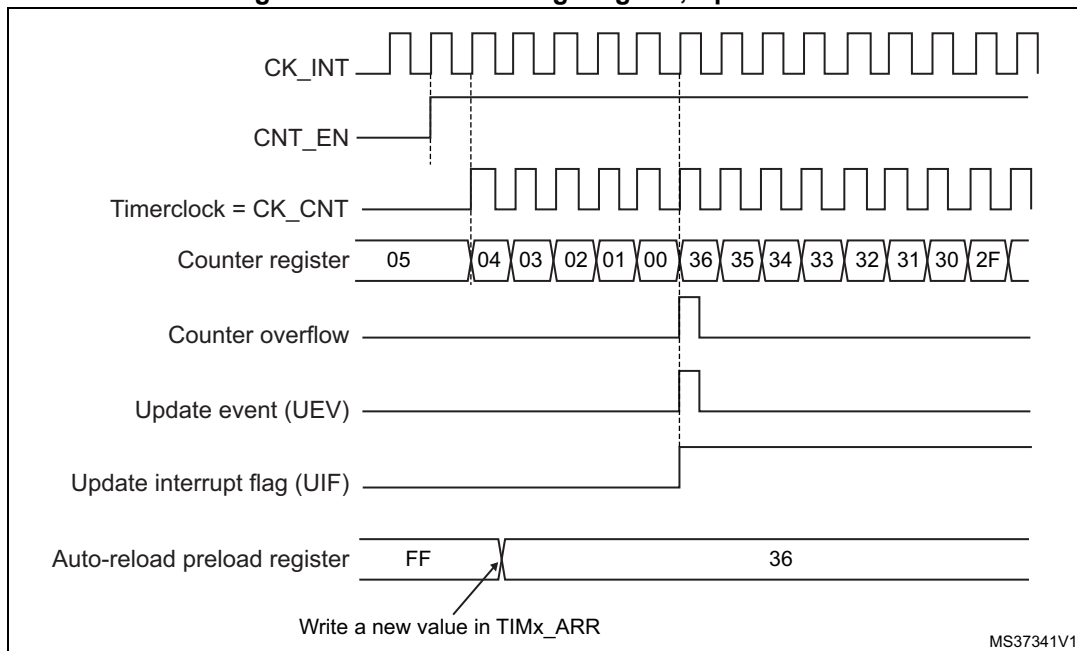 CK_INT
CNT_EN
Timerclock = CK_CNT
Counter register 05 04 03 02 01 00 36 35 34 33 32 31 30 2F
Counter overflow
Update event (UEV)
Update interrupt flag (UIF)
Auto-reload preload register FF 36
Write a new value in TIMx_ARR
MS37341V1